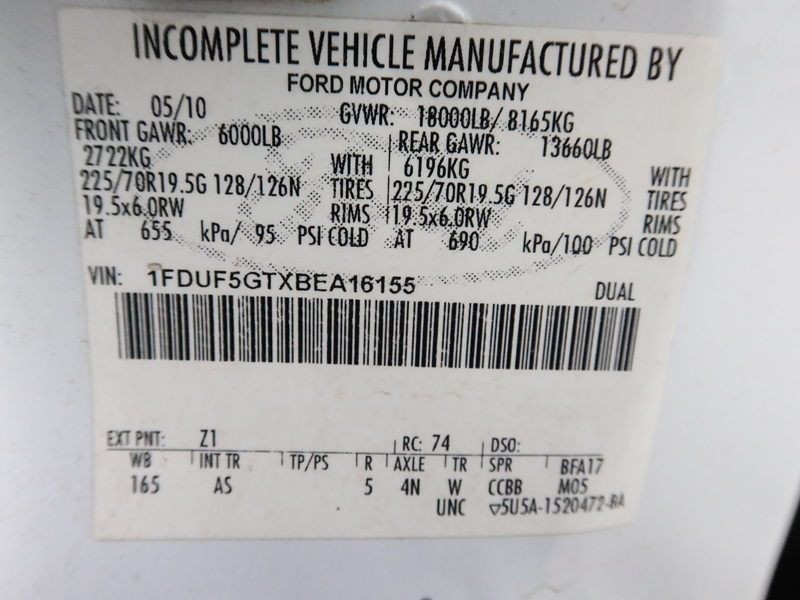 INCOMPLETE VEHICLE MANUFACTURED BY
FORD MOTOR COMPANY
DATE: 05/10 GVWR: 18000LB/ 8165KG
FRONT GAWR: 6000LB REAR GAWR: 13660LB
2722KG WITH 6196KG WITH
225/70R19.5G 128/126N TIRES 225/70R19.5G 128/126N TIRES
19.5x6.0RW RIMS 19.5x6.0RW RIMS
AT 655 kPa/ 95 PSI COLD AT 690 kPa/100 PSI COLD
VIN: 1FDUF5GTXBEA16155 DUAL
EXT PNT: Z1 RC: 74 DSO:
WB INT TR TP/PS R AXLE TR SPR BFA17
165 AS 5 4N W CCBB M05
UNC ▽5U5A-1520472-BA